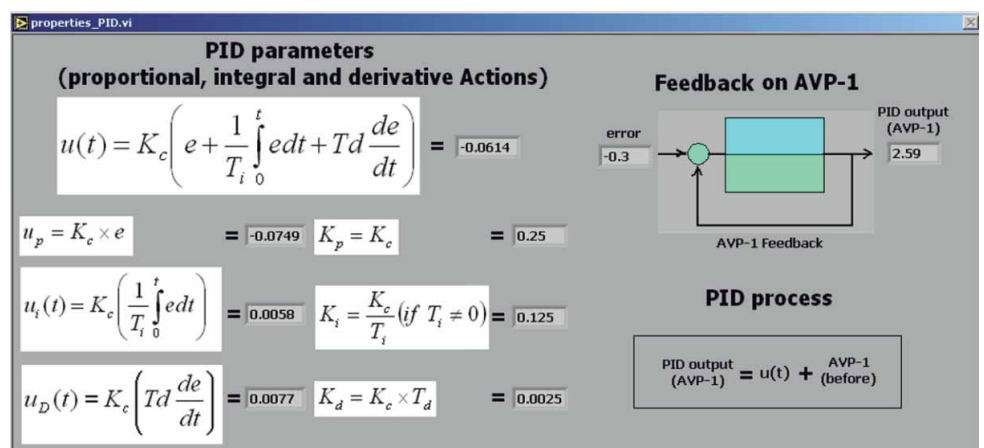 properties_PID.vi
PID parameters
(proportional, integral and derivative Actions)
u(t) = K_c ( e + 1/T_i ∫_0^t edt + Td de/dt ) = -0.0614
u_p = K_c × e = -0.0749 K_p = K_c = 0.25
u_i(t) = K_c ( 1/T_i ∫_0^t edt ) = 0.0058 K_i = K_c/T_i (if T_i ≠ 0) = 0.125
u_D(t) = K_c ( Td de/dt ) = 0.0077 K_d = K_c × T_d = 0.0025
Feedback on AVP-1
error
-0.3
PID output
(AVP-1)
2.59
AVP-1 Feedback
PID process
PID output (AVP-1) = u(t) + AVP-1 (before)